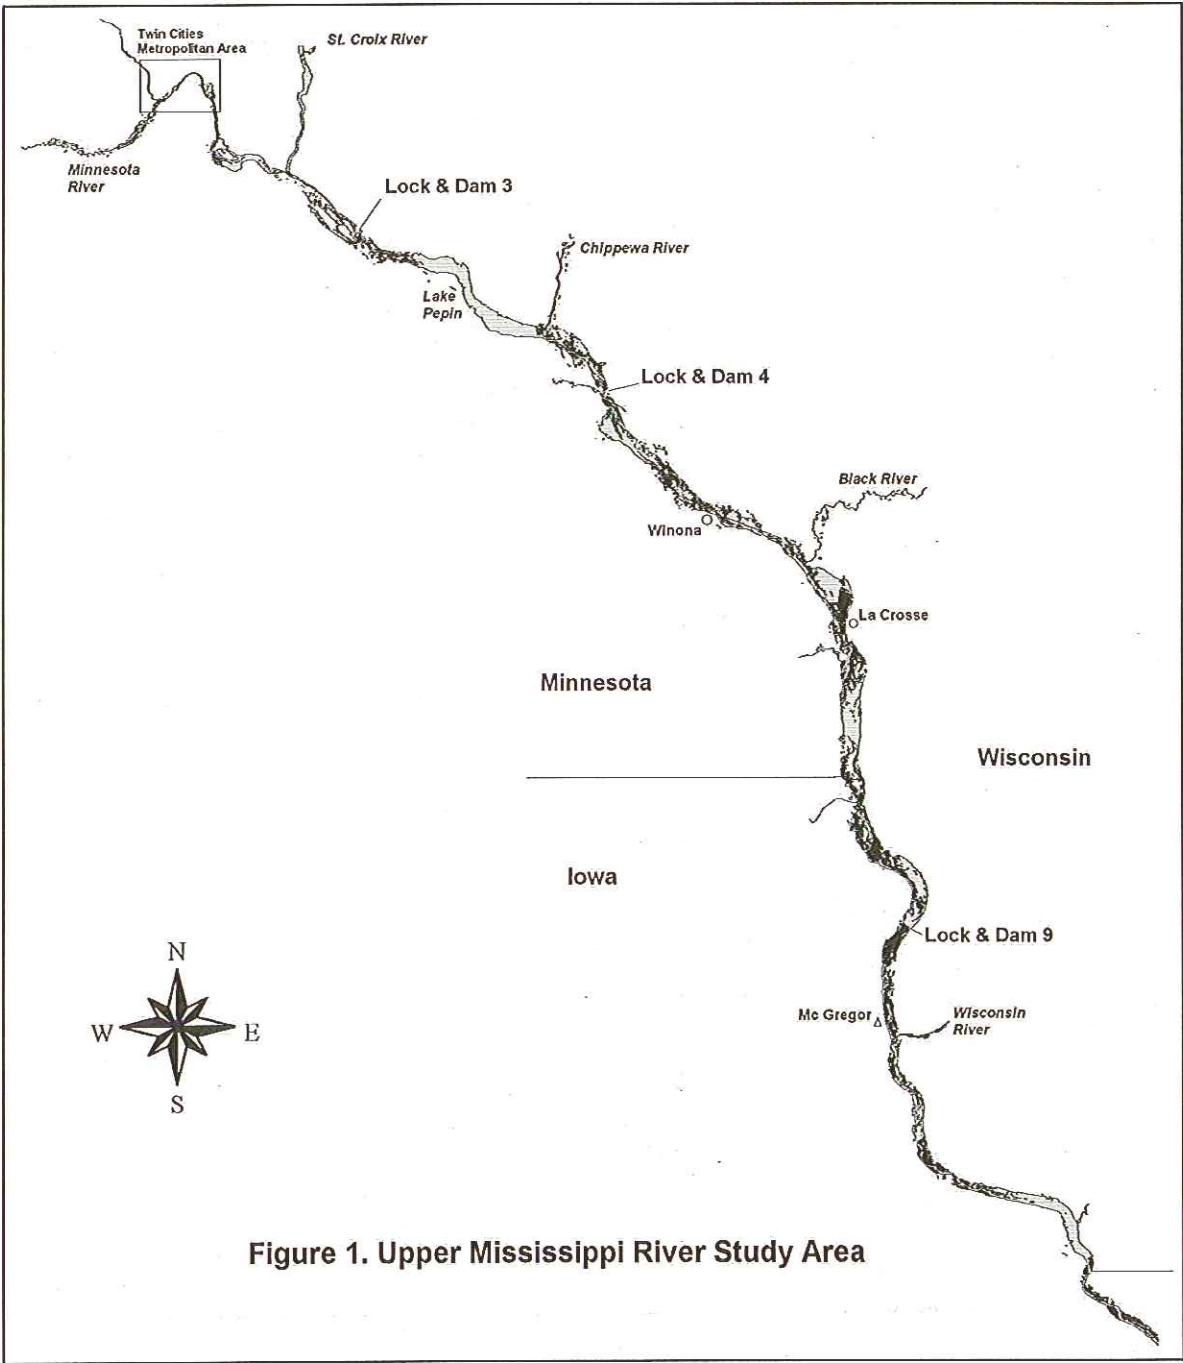 Twin Cities
Metropolitan Area
St. Croix River
Minnesota
River
Lock & Dam 3
Chippewa River
Lake
Pepin
Lock & Dam 4
Black River
Winona
La Crosse
Minnesota
Wisconsin
Iowa
Lock & Dam 9
N
W
E
S
Mc Gregor
Wisconsin
River
Figure 1. Upper Mississippi River Study Area